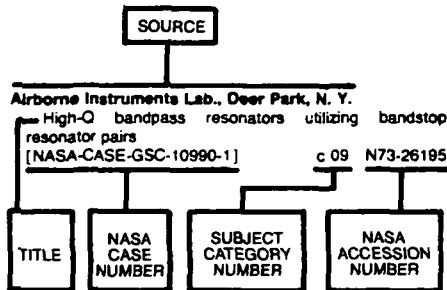 SOURCE
Airborne Instruments Lab., Deer Park, N. Y.
High-Q bandpass resonators utilizing bandstop
resonator pairs
[NASA-CASE-GSC-10990-1] c 09 N73-26195
TITLE
NASA
CASE
NUMBER
SUBJECT
CATEGORY
NUMBER
NASA
ACCESSION
NUMBER